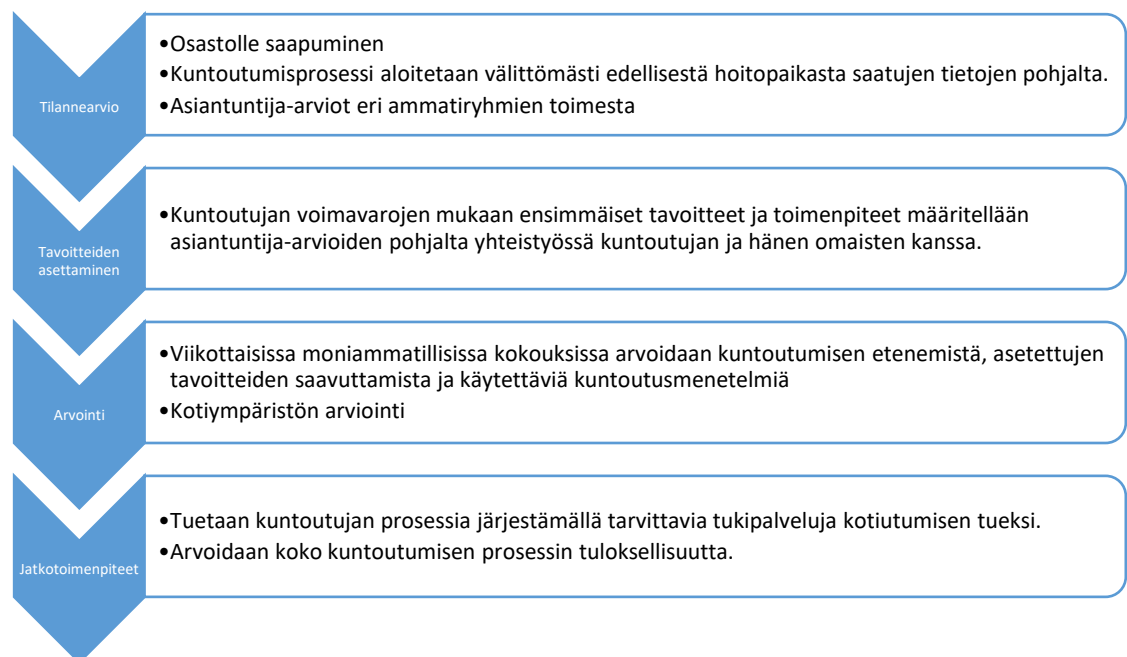 Tilannearvio
•Osastolle saapuminen
•Kuntoutumisprosessi aloitetaan välittömästi edellisestä hoitopaikasta saatujen tietojen pohjalta.
•Asiantuntija-arviot eri ammatiryhmien toimesta
Tavoitteiden
asettaminen
•Kuntoutujan voimavarojen mukaan ensimmäiset tavoitteet ja toimenpiteet määritellään
asiantuntija-arvioiden pohjalta yhteistyössä kuntoutujan ja hänen omaisten kanssa.
Arvointi
•Viikottaisissa moniammatillisissa kokouksissa arvoidaan kuntoutumisen etenemistä, asetettujen
tavoitteiden saavuttamista ja käytettäviä kuntoutusmenetelmiä
•Kotiympäristön arviointi
Jatkotoimenpiteet
•Tuetaan kuntoutujan prosessia järjestämällä tarvittavia tukipalveluja kotiutumisen tueksi.
•Arvoidaan koko kuntoutumisen prosessin tuloksellisuutta.